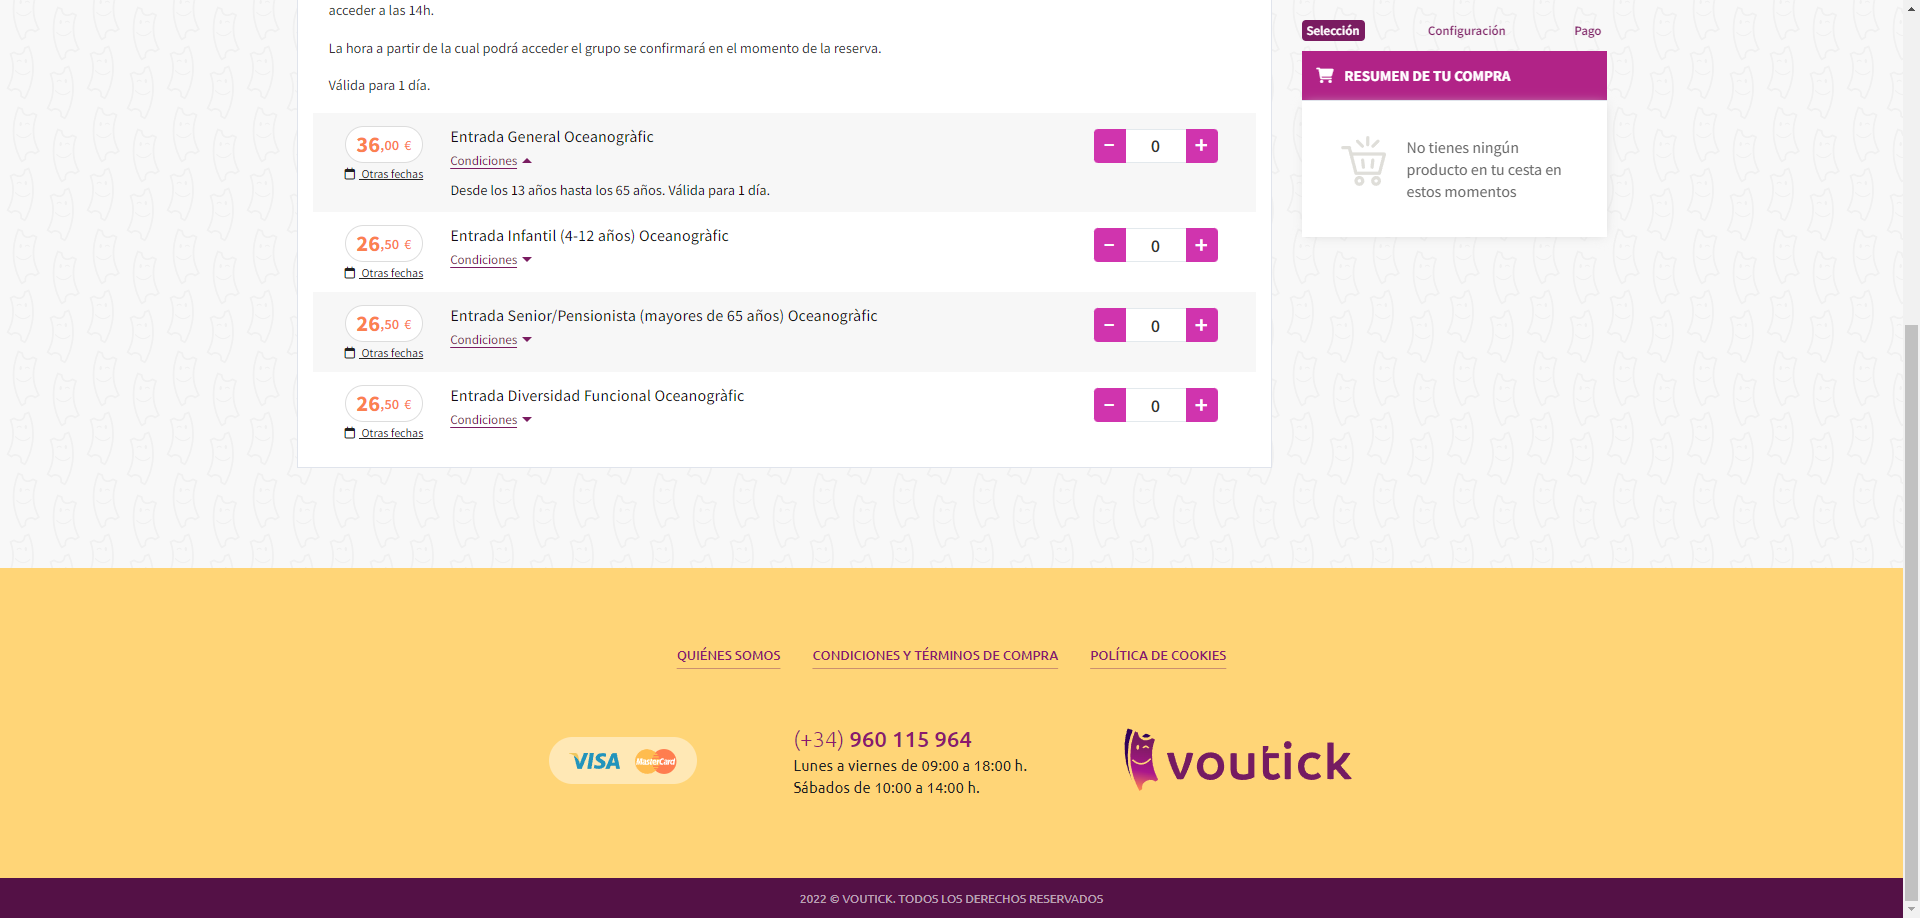 acceder a las 14h.
La hora a partir de la cual podrá acceder el grupo se confirmará en el momento de la reserva.
Válida para 1 día.
36,00 €
Otras fechas
Entrada General Oceanogràfic
Condiciones
Desde los 13 años hasta los 65 años. Válida para 1 día.
− 0 +
26,50 €
Otras fechas
Entrada Infantil (4-12 años) Oceanogràfic
Condiciones
− 0 +
26,50 €
Otras fechas
Entrada Senior/Pensionista (mayores de 65 años) Oceanogràfic
Condiciones
− 0 +
26,50 €
Otras fechas
Entrada Diversidad Funcional Oceanogràfic
Condiciones
− 0 +
Selección Configuración Pago
RESUMEN DE TU COMPRA
No tienes ningún
producto en tu cesta en
estos momentos
QUIÉNES SOMOS CONDICIONES Y TÉRMINOS DE COMPRA POLÍTICA DE COOKIES
VISA MasterCard
(+34) 960 115 964
Lunes a viernes de 09:00 a 18:00 h.
Sábados de 10:00 a 14:00 h.
voutick
2022 © VOUTICK. TODOS LOS DERECHOS RESERVADOS